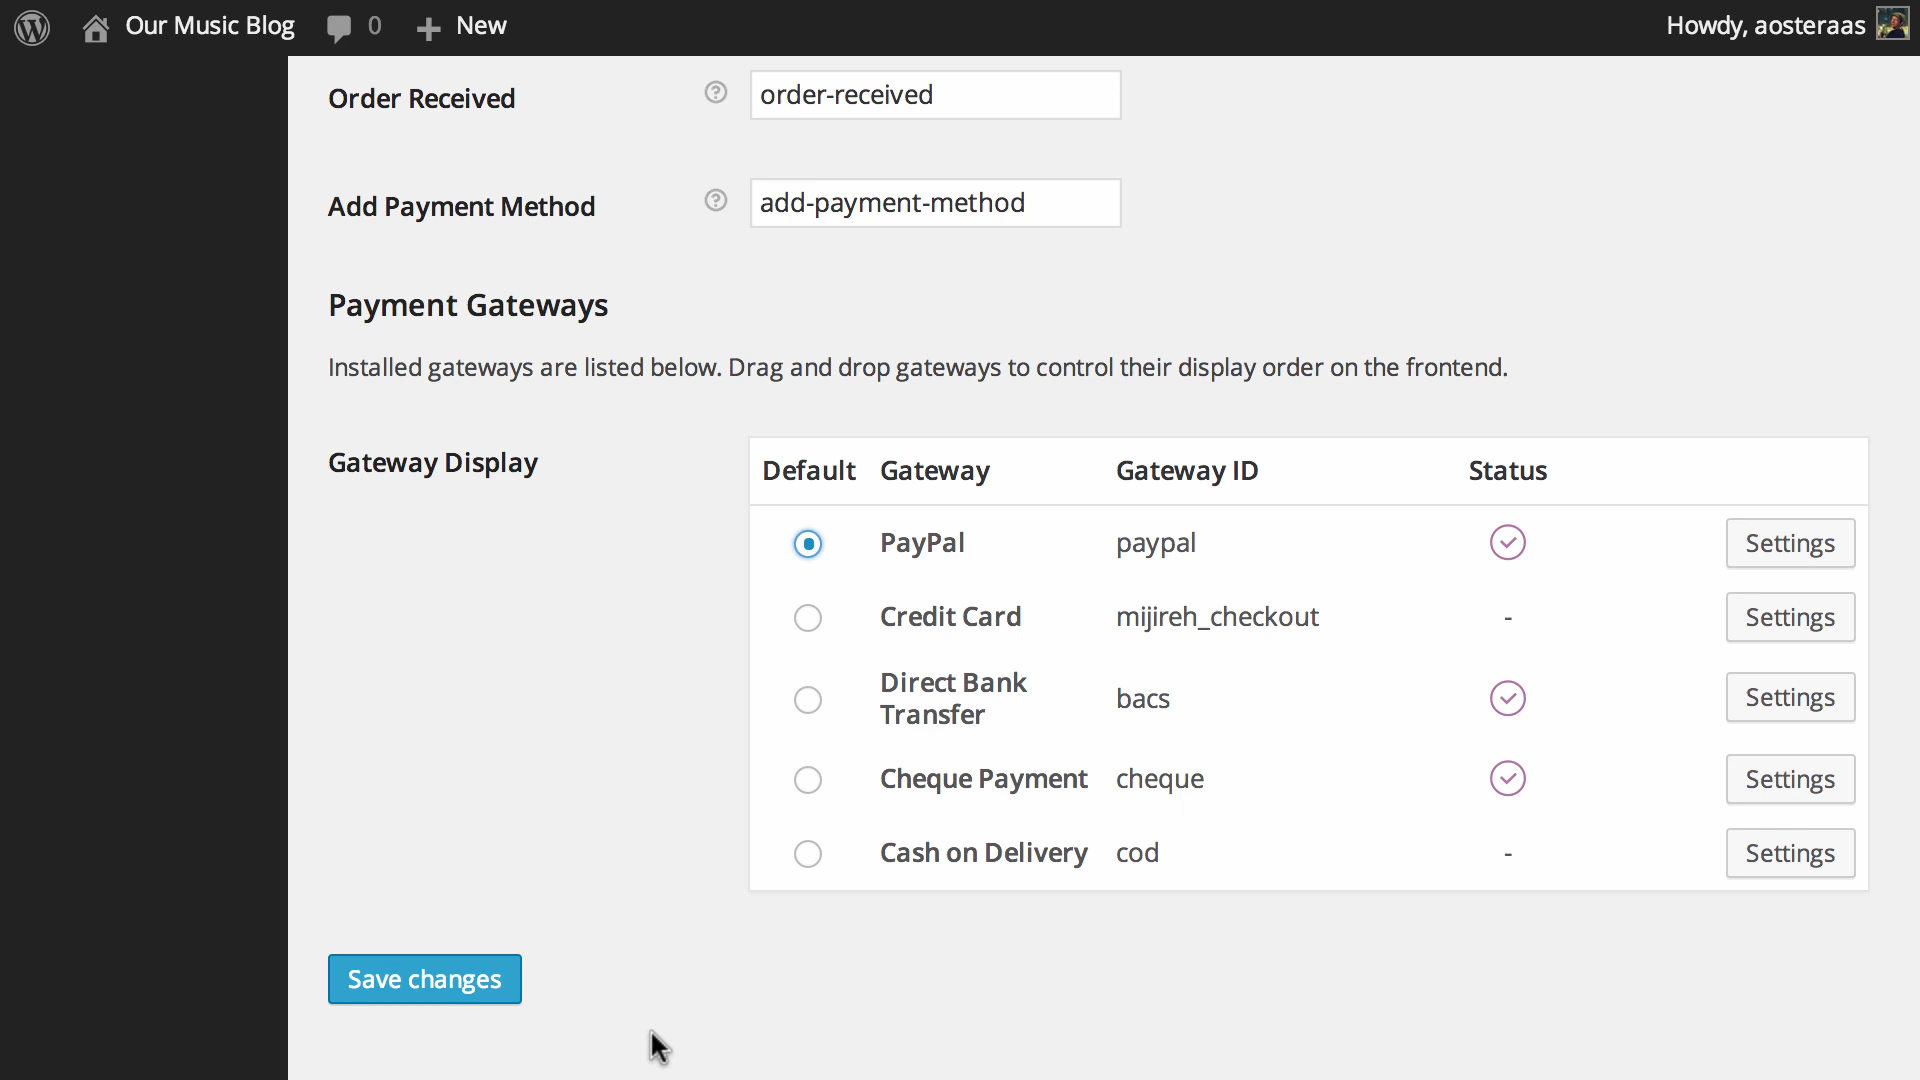 Our Music Blog 0 New Howdy, aosteraas
Order Received order-received
Add Payment Method add-payment-method
Payment Gateways
Installed gateways are listed below. Drag and drop gateways to control their display order on the frontend.
Gateway Display
Default Gateway Gateway ID Status
PayPal paypal Settings
Credit Card mijireh_checkout - Settings
Direct Bank
Transfer bacs Settings
Cheque Payment cheque Settings
Cash on Delivery cod - Settings
Save changes